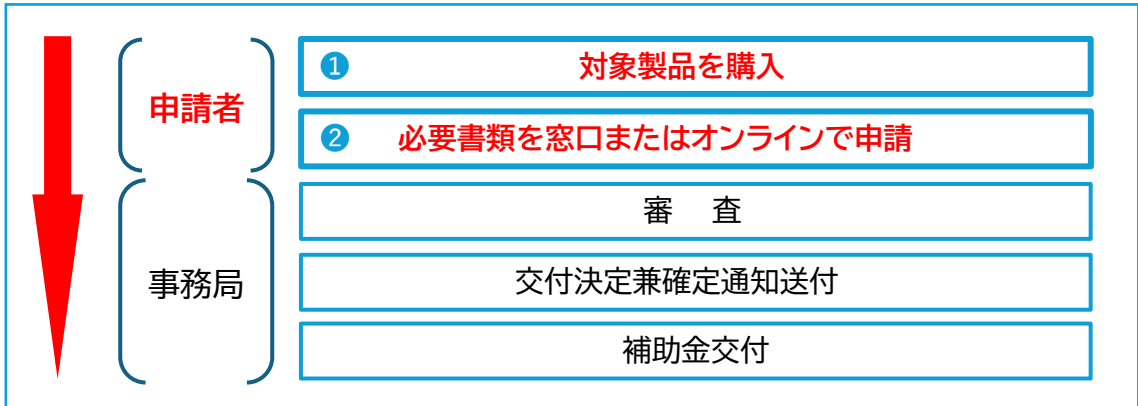 申請者
❶ 対象製品を購入
❷ 必要書類を窓口またはオンラインで申請
事務局
審 査
交付決定兼確定通知送付
補助金交付